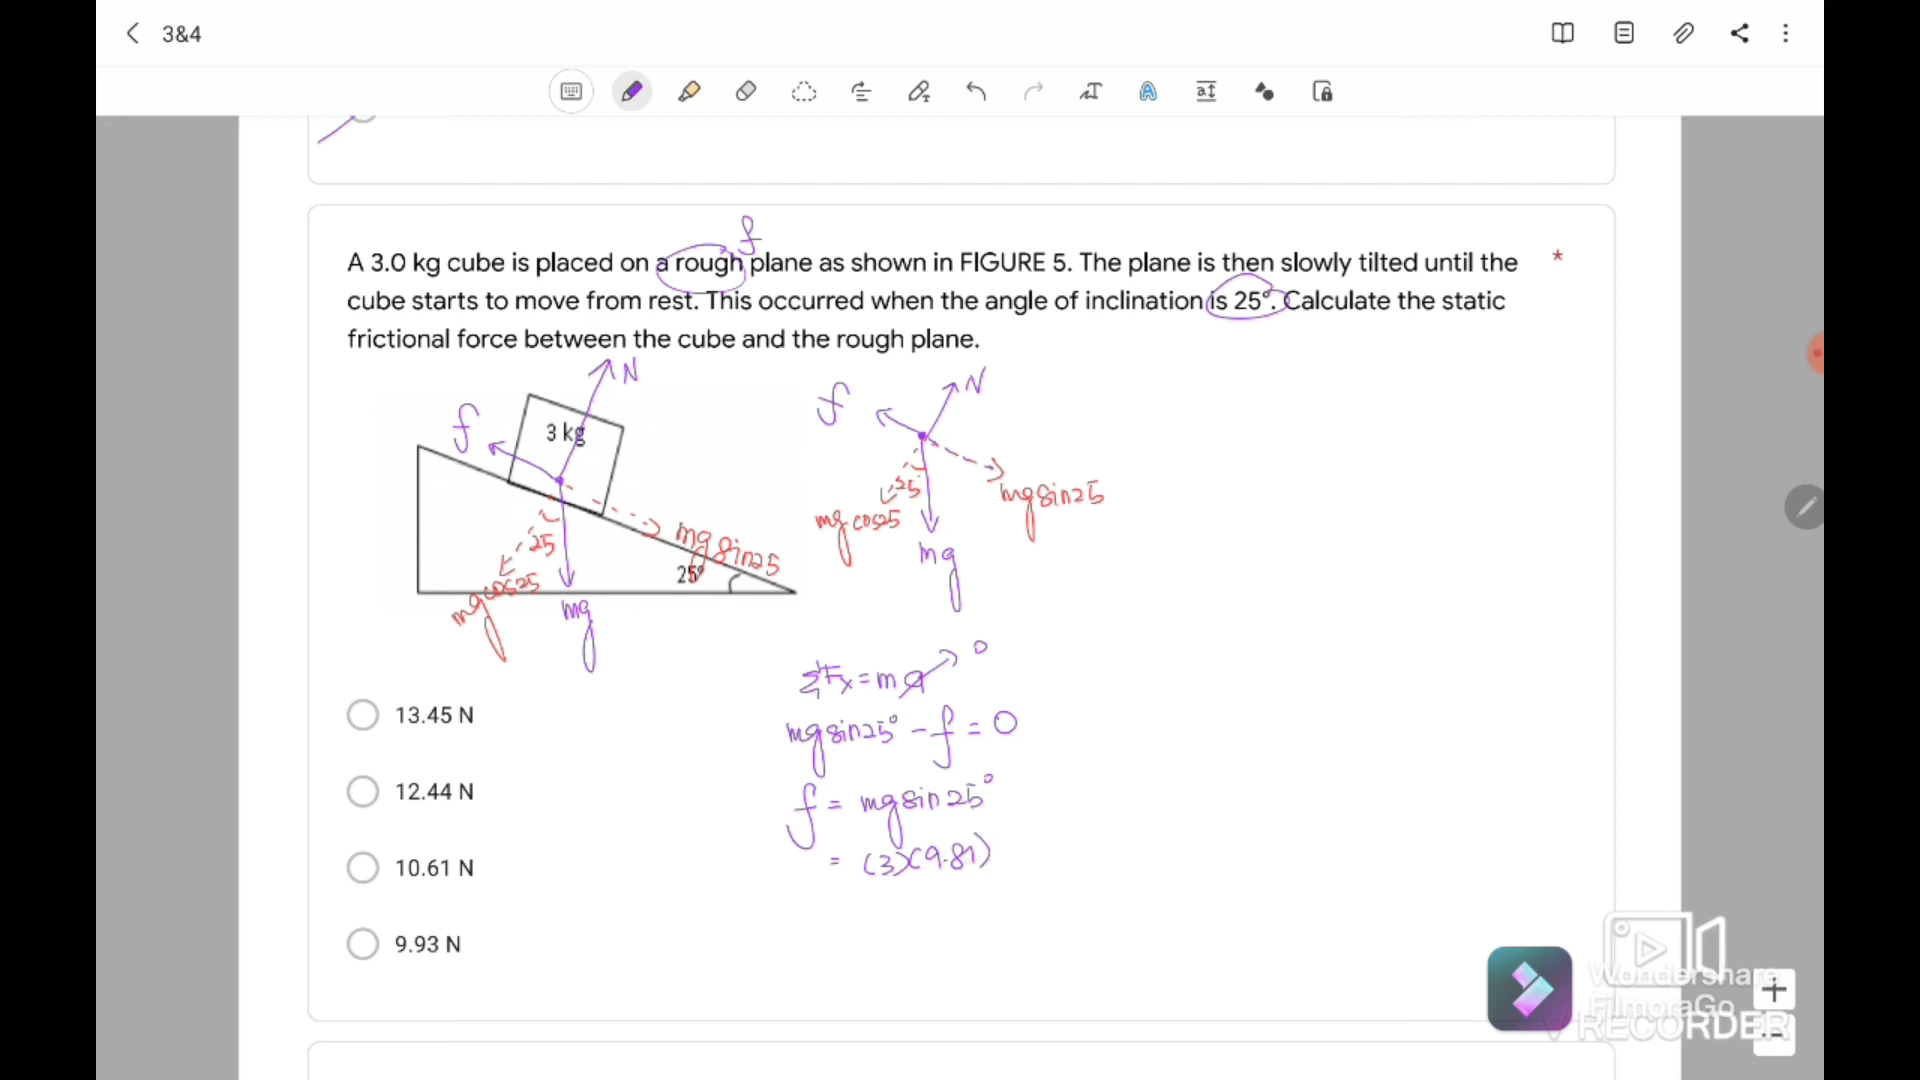 3&4
f
A 3.0 kg cube is placed on a rough plane as shown in FIGURE 5. The plane is then slowly tilted until the *
cube starts to move from rest. This occurred when the angle of inclination is 25°. Calculate the static
frictional force between the cube and the rough plane.
N
f
3 kg
25
mg sin25
mg cos25
25°
mg
N
f
25
mg sin25
mg cos25
mg
ΣFx = ma 0
mg sin25° - f = 0
f = mg sin25°
= (3)(9.81)
13.45 N
12.44 N
10.61 N
9.93 N
Wondershare
FilmoraGo
V RECORDER